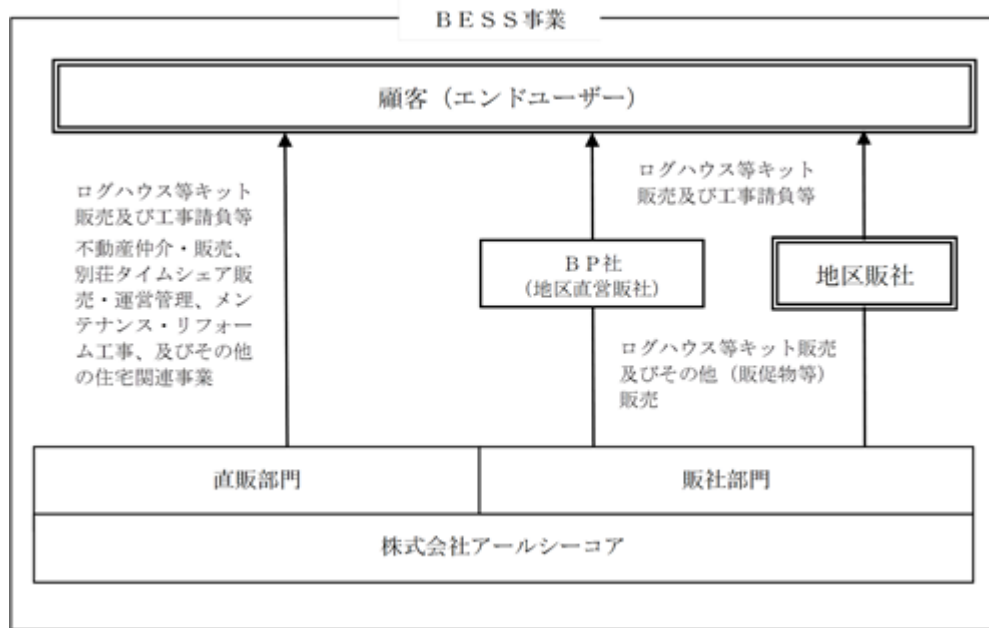 ＢＥＳＳ事業
顧客（エンドユーザー）
ログハウス等キット
販売及び工事請負等
不動産仲介・販売、
別荘タイムシェア販
売・運営管理、メン
テナンス・リフォー
ム工事、及びその他
の住宅関連事業
ログハウス等キット
販売及び工事請負等
ＢＰ社
（地区直営販社）
地区販社
ログハウス等キット販売
及びその他（販促物等）
販売
直販部門
販社部門
株式会社アールシーコア